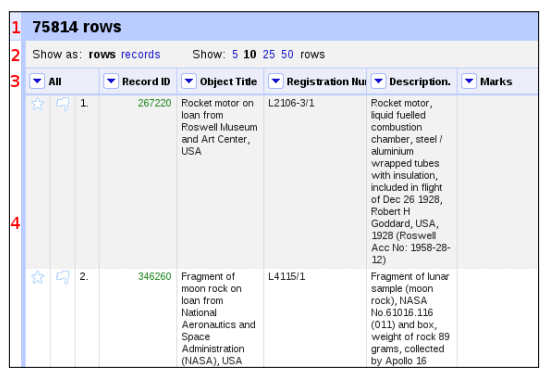 1 75814 rows
2 Show as: rows records Show: 5 10 25 50 rows
3 All Record ID Object Title Registration Nu Description. Marks
1. 267220 Rocket motor on loan from Roswell Museum and Art Center, USA L2106-3/1
Rocket motor,
liquid fuelled
combustion
chamber, steel /
aluminium
wrapped tubes
with insulation,
included in flight
of Dec 26 1928,
Robert H
Goddard, USA,
1928 (Roswell
Acc No: 1958-28-
12)
4
2. 346260 Fragment of moon rock on loan from National Aeronautics and Space Administration (NASA), USA L4115/1
Fragment of lunar
sample (moon
rock), NASA
No.61016.116
(011) and box,
weight of rock 89
grams, collected
by Apollo 16